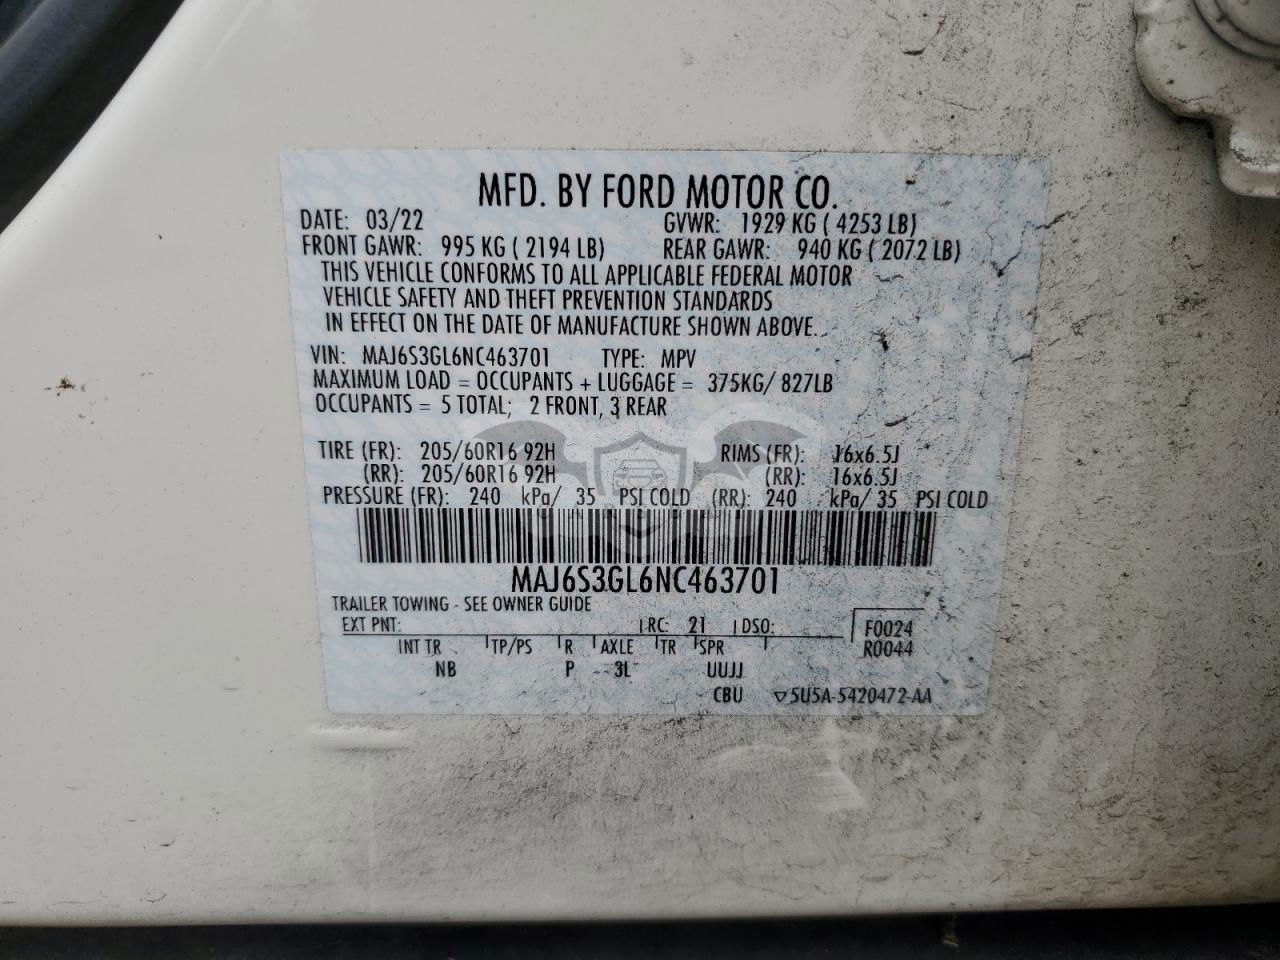 MFD. BY FORD MOTOR CO.
DATE: 03/22 GVWR: 1929 KG ( 4253 LB)
FRONT GAWR: 995 KG ( 2194 LB) REAR GAWR: 940 KG ( 2072 LB)
THIS VEHICLE CONFORMS TO ALL APPLICABLE FEDERAL MOTOR
VEHICLE SAFETY AND THEFT PREVENTION STANDARDS
IN EFFECT ON THE DATE OF MANUFACTURE SHOWN ABOVE.
VIN: MAJ6S3GL6NC463701 TYPE: MPV
MAXIMUM LOAD = OCCUPANTS + LUGGAGE = 375KG/ 827LB
OCCUPANTS = 5 TOTAL; 2 FRONT, 3 REAR
TIRE (FR): 205/60R16 92H RIMS (FR): 16x6.5J
(RR): 205/60R16 92H (RR): 16x6.5J
PRESSURE (FR): 240 kPa/ 35 PSI COLD (RR): 240 kPa/ 35 PSI COLD
MAJ6S3GL6NC463701
TRAILER TOWING - SEE OWNER GUIDE
EXT PNT: RC: 21 DSO: F0024
INT TR TP/PS R AXLE TR SPR R0044
NB P 3L UUJJ
CBU ▽5U5A-5420472-AA